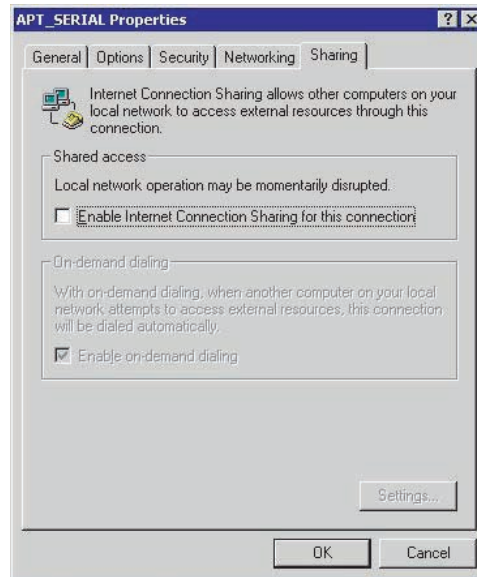 APT_SERIAL Properties
General Options Security Networking Sharing
Internet Connection Sharing allows other computers on your
local network to access external resources through this
connection.
Shared access
Local network operation may be momentarily disrupted.
Enable Internet Connection Sharing for this connection
On-demand dialing
With on-demand dialing, when another computer on your local
network attempts to access external resources, this connection
will be dialed automatically.
Enable on-demand dialing
Settings...
OK Cancel